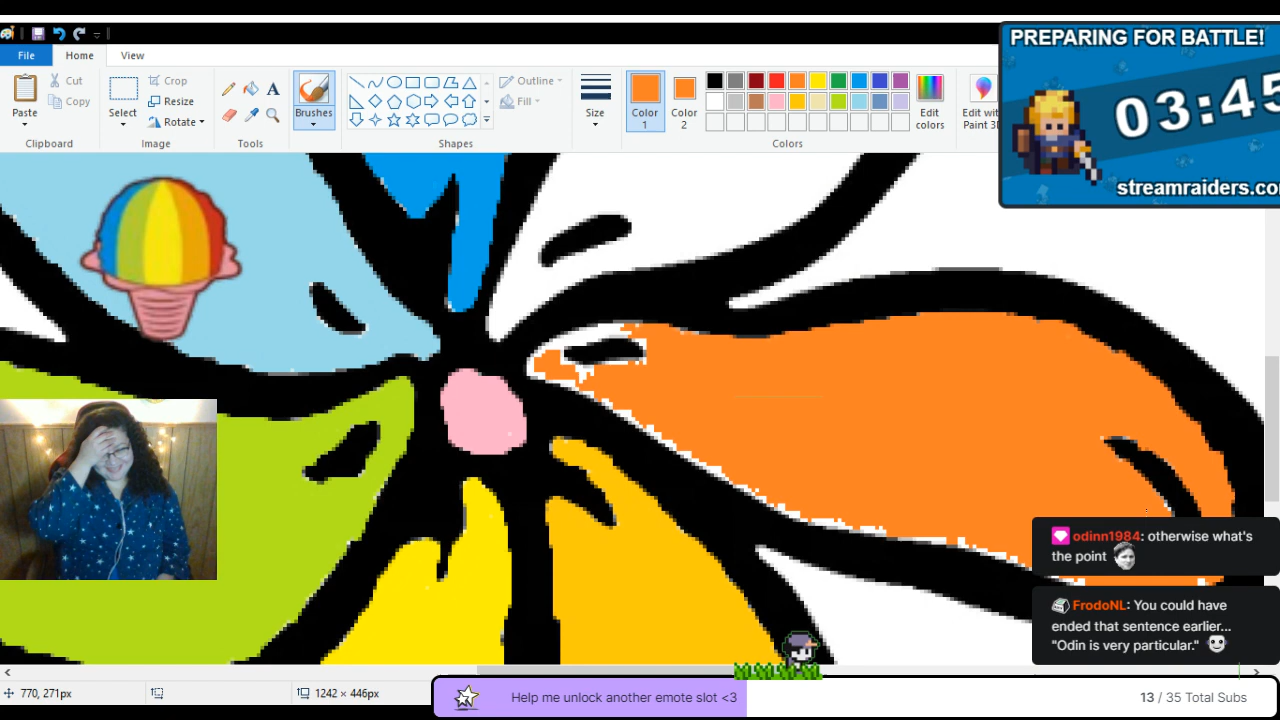 File
Home
View
PREPARING FOR BATTLE!
03:45
streamraiders.co
Paste
Cut
Copy
Clipboard
Select
Crop
Resize
Rotate
Image
A
Tools
Brushes
Outline
Fill
Shapes
Size
Color
1
Color
2
Edit
colors
Edit with
Paint 3D
Colors
odinn1984: otherwise what's
the point
FrodoNL: You could have
ended that sentence earlier...
"Odin is very particular."
770, 271px
1242 × 446px
Help me unlock another emote slot <3
13 / 35 Total Subs